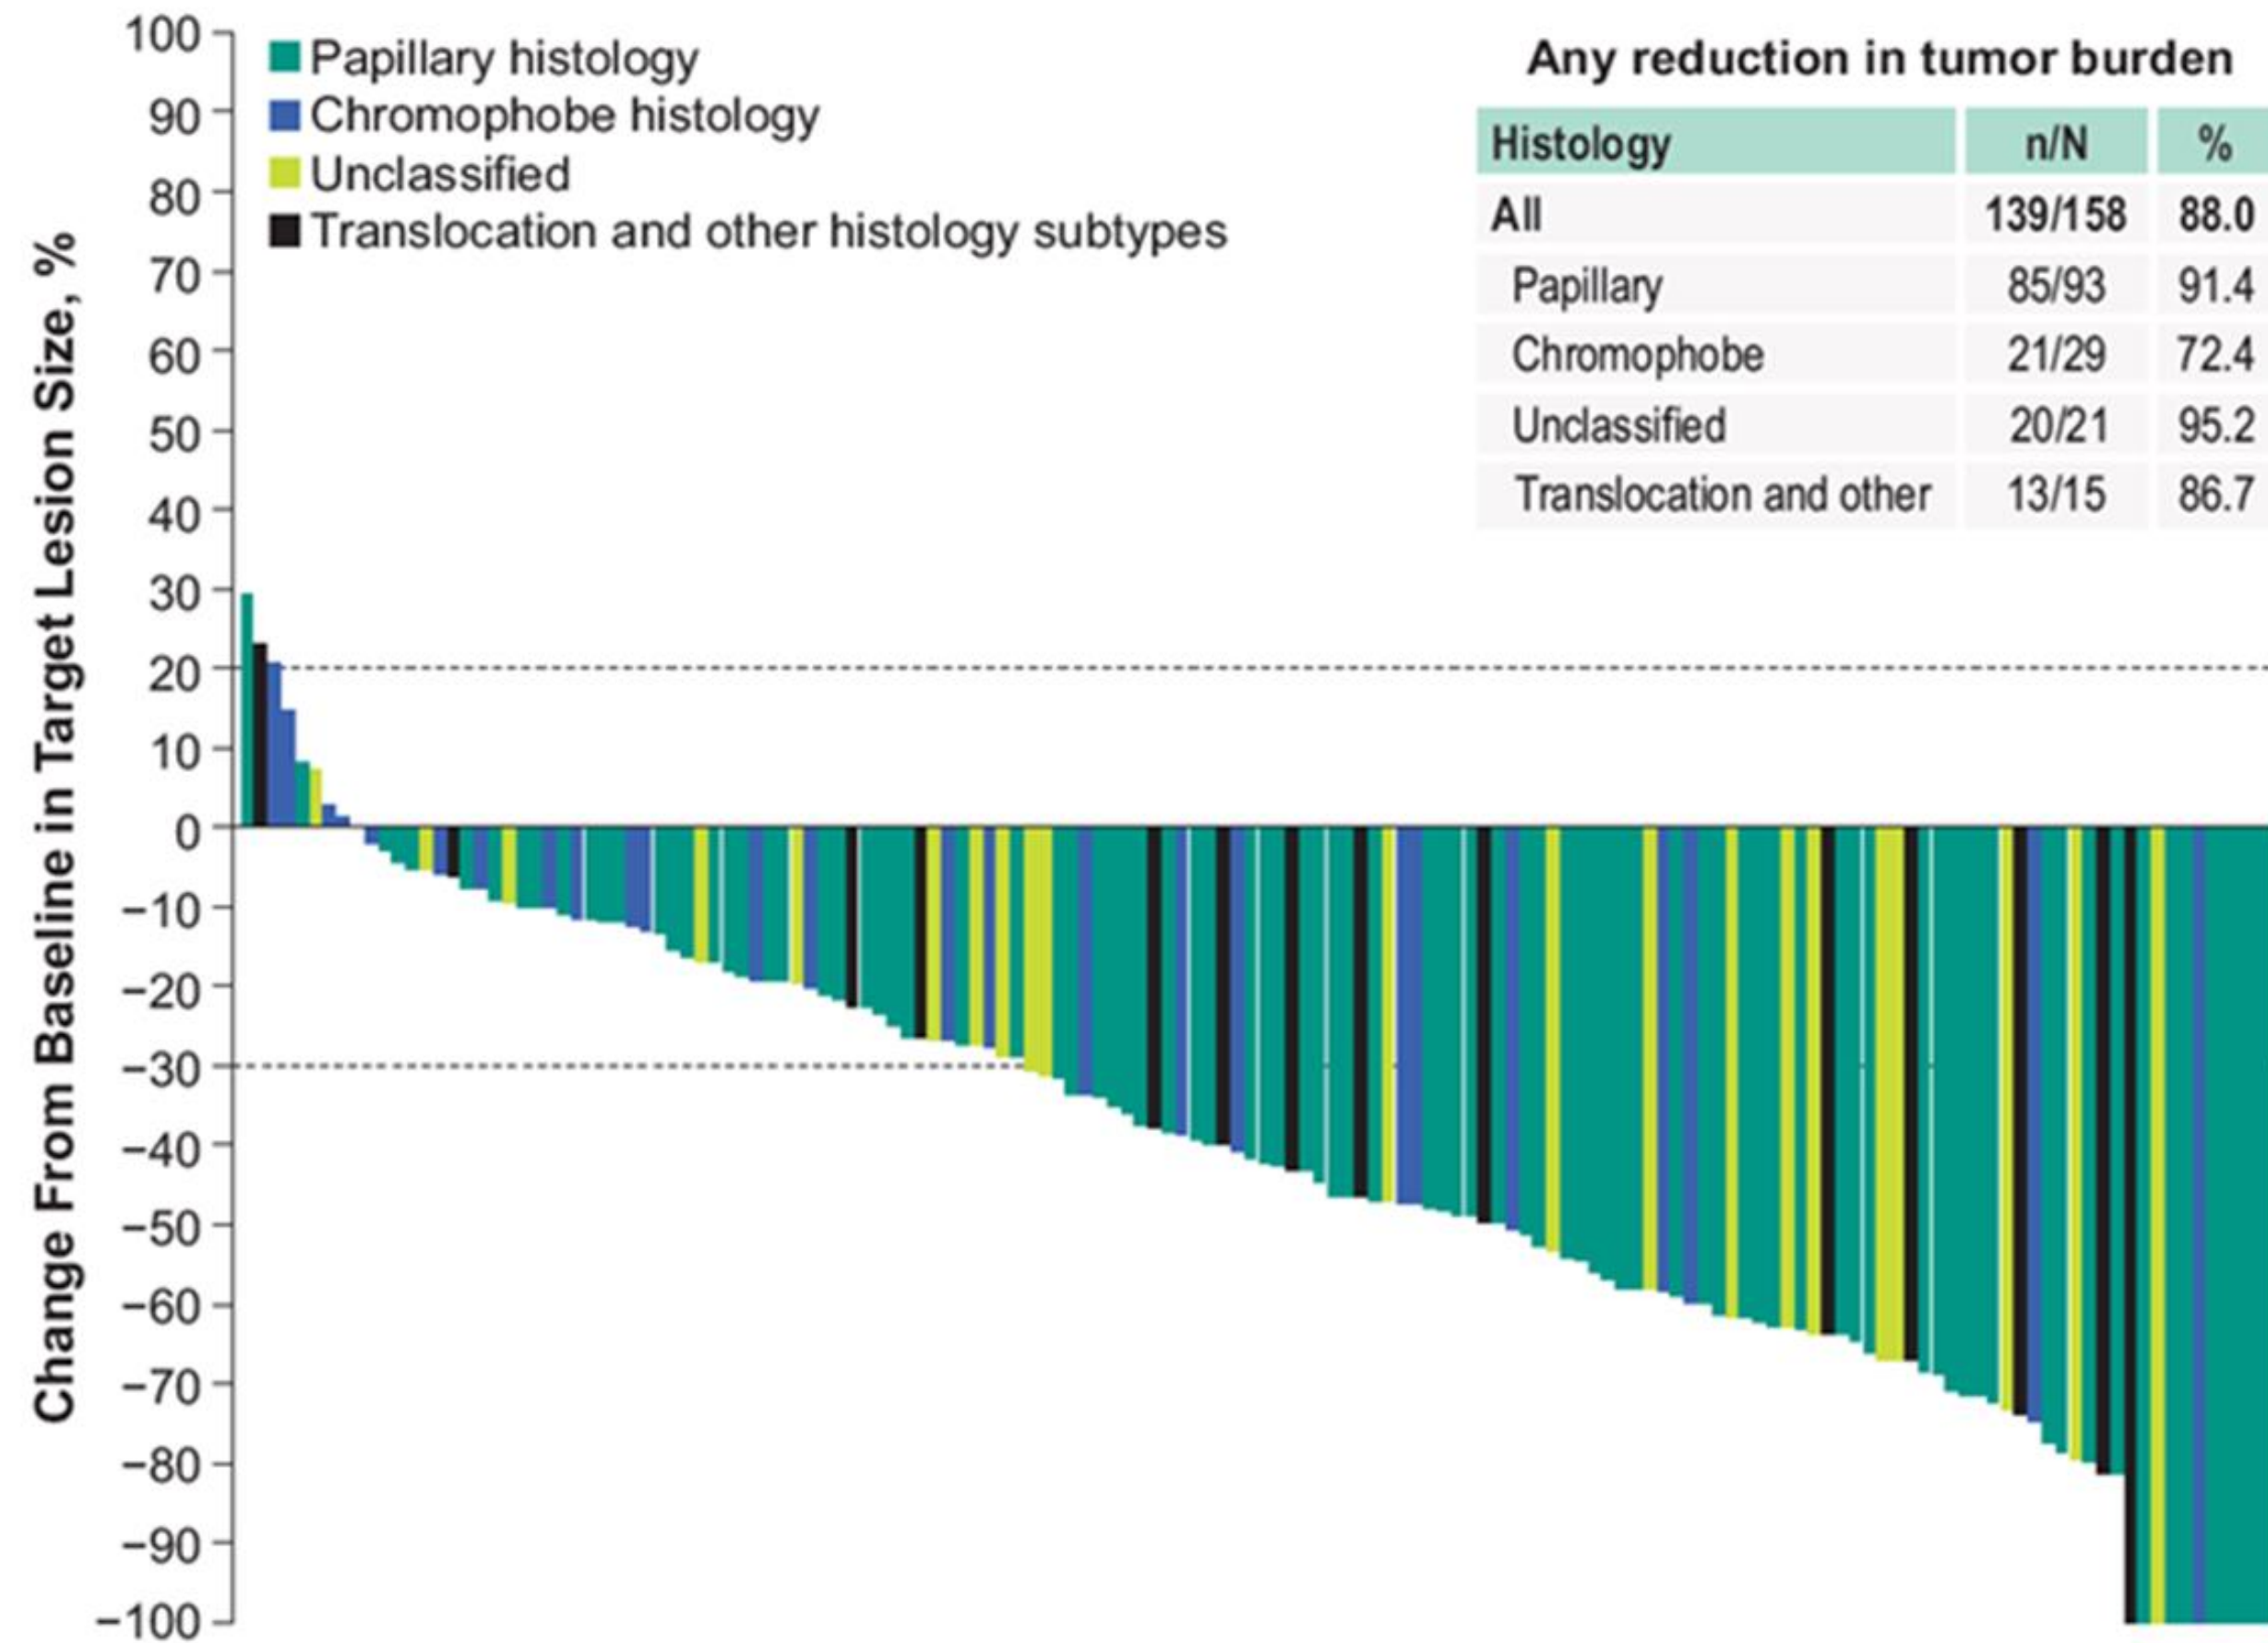 Change From Baseline in Target Lesion Size, %
100
90
80
70
60
50
40
30
20
10
0
−10
−20
−30
−40
−50
−60
−70
−80
−90
−100
Papillary histology
Chromophobe histology
Unclassified
Translocation and other histology subtypes
Any reduction in tumor burden
Histology n/N %
All 139/158 88.0
Papillary 85/93 91.4
Chromophobe 21/29 72.4
Unclassified 20/21 95.2
Translocation and other 13/15 86.7